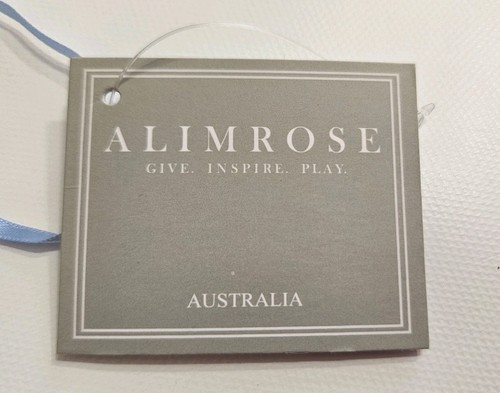 ALIMROSE
GIVE. INSPIRE. PLAY.
AUSTRALIA